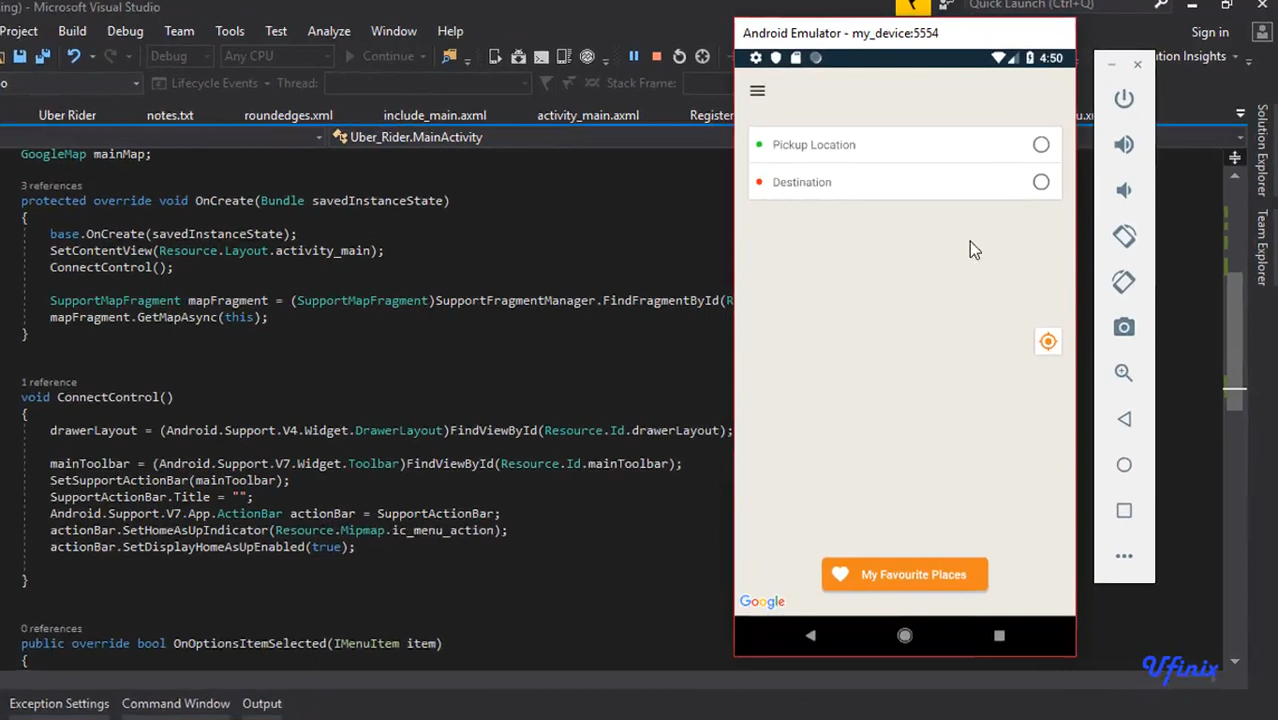 Microsoft Visual Studio
Quick Launch (Ctrl+Q)
Project Build Debug Team Tools Test Analyze Window Help
Sign in
Debug Any CPU Continue
Lifecycle Events Thread: Stack Frame:
Uber Rider notes.txt roundedges.xml include_main.axml activity_main.axml
Uber_Rider.MainActivity
GoogleMap mainMap;
3 references
protected override void OnCreate(Bundle savedInstanceState)
{
base.OnCreate(savedInstanceState);
SetContentView(Resource.Layout.activity_main);
ConnectControl();
SupportMapFragment mapFragment = (SupportMapFragment)SupportFragmentManager.FindFragmentById(R
mapFragment.GetMapAsync(this);
}
1 reference
void ConnectControl()
{
drawerLayout = (Android.Support.V4.Widget.DrawerLayout)FindViewById(Resource.Id.drawerLayout);
mainToolbar = (Android.Support.V7.Widget.Toolbar)FindViewById(Resource.Id.mainToolbar);
SetSupportActionBar(mainToolbar);
SupportActionBar.Title = "";
Android.Support.V7.App.ActionBar actionBar = SupportActionBar;
actionBar.SetHomeAsUpIndicator(Resource.Mipmap.ic_menu_action);
actionBar.SetDisplayHomeAsUpEnabled(true);
}
0 references
public override bool OnOptionsItemSelected(IMenuItem item)
{
Exception Settings Command Window Output
Android Emulator - my_device:5554
4:50
Pickup Location
Destination
My Favourite Places
Google
Solution Explorer
Team Explorer
Ufinix